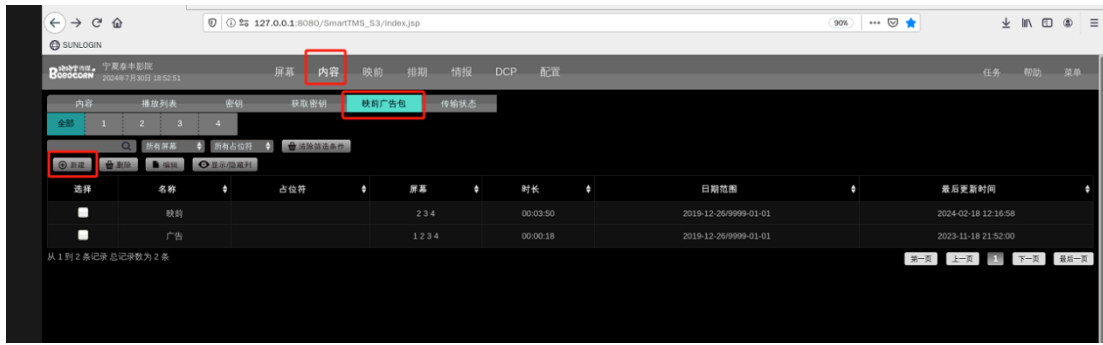 127.0.0.1:8080/SmartTMS_S3/index.jsp 90%
SUNLOGIN
BOBOCORN 宁夏泰丰影院
2024年7月30日 18:52:51
屏幕 内容 映前 排期 情报 DCP 配置 任务 帮助 菜单
内容 播放列表 密钥 获取密钥 映前广告包 传输状态
全部 1 2 3 4
所有屏幕 所有占位符 清除筛选条件
新建 删除 编辑 显示/隐藏列
选择 名称 占位符 屏幕 时长 日期范围 最后更新时间
映前 2 3 4 00:03:50 2019-12-26/9999-01-01 2024-02-18 12:16:58
广告 1 2 3 4 00:00:18 2019-12-26/9999-01-01 2023-11-18 21:52:00
从 1 到 2 条记录 总记录数为 2 条 第一页 上一页 1 下一页 最后一页